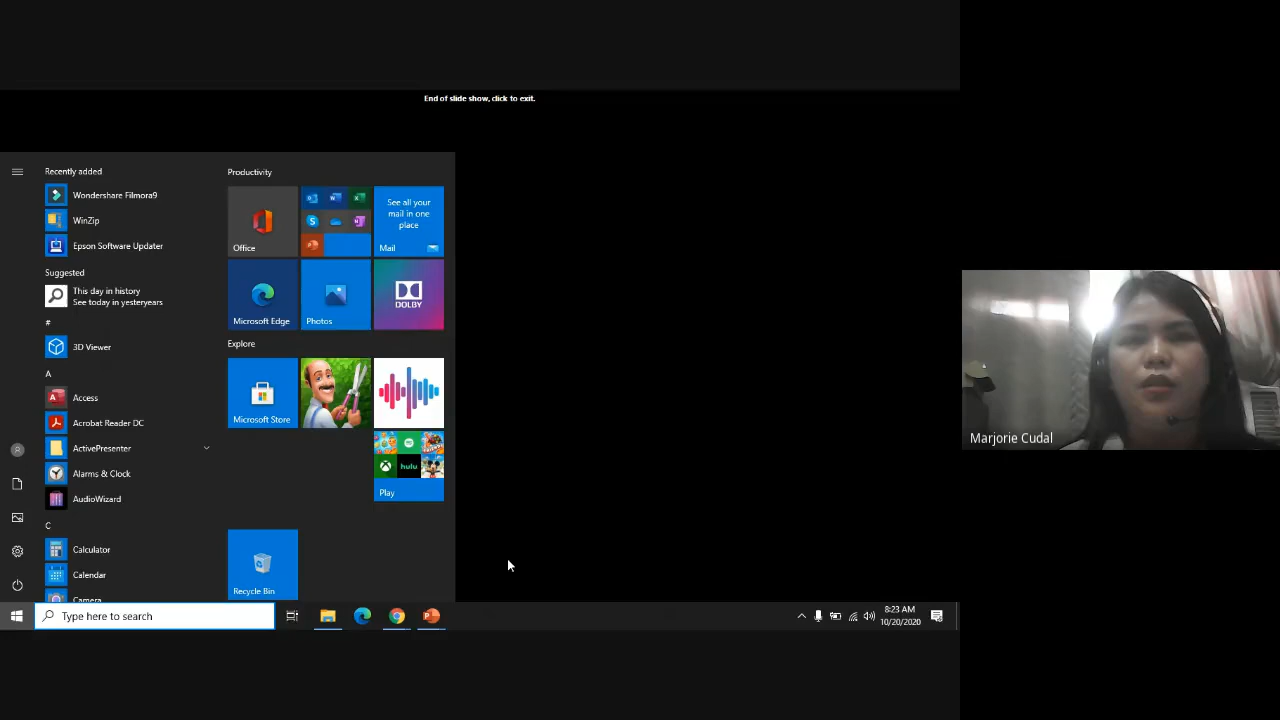 End of slide show, click to exit.
Recently added
Wondershare Filmora9
WinZip
Epson Software Updater
Suggested
This day in history
See today in yesteryears
#
3D Viewer
A
Access
Acrobat Reader DC
ActivePresenter
Alarms & Clock
AudioWizard
C
Calculator
Calendar
Camera
Productivity
Office
See all your
mail in one
place
Mail
Microsoft Edge
Photos
DOLBY
Explore
Microsoft Store
hulu
Play
Recycle Bin
Type here to search
8:23 AM
10/20/2020
Marjorie Cudal